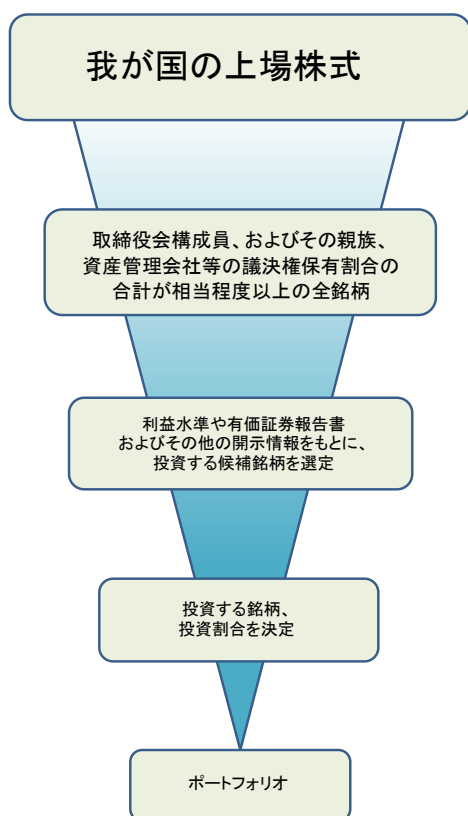 我が国の上場株式
取締役会構成員、およびその親族、
資産管理会社等の議決権保有割合の
合計が相当程度以上の全銘柄
利益水準や有価証券報告書
およびその他の開示情報をもとに、
投資する候補銘柄を選定
投資する銘柄、
投資割合を決定
ポートフォリオ